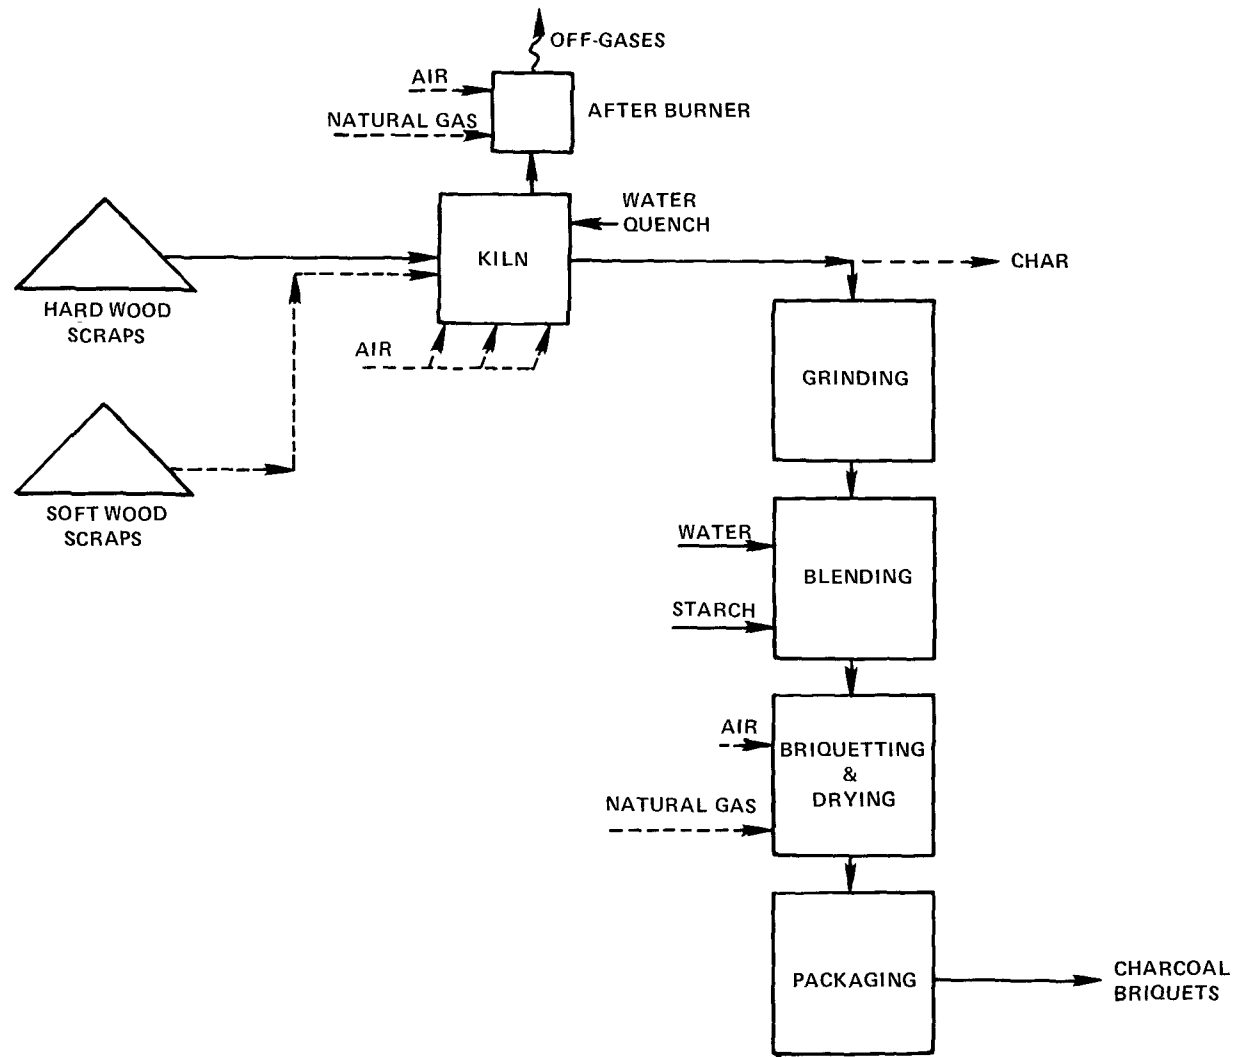 OFF-GASES
AIR
NATURAL GAS
AFTER BURNER
WATER
QUENCH
KILN
CHAR
HARD WOOD
SCRAPS
AIR
GRINDING
SOFT WOOD
SCRAPS
WATER
BLENDING
STARCH
AIR
BRIQUETTING
&
DRYING
NATURAL GAS
PACKAGING
CHARCOAL
BRIQUETS